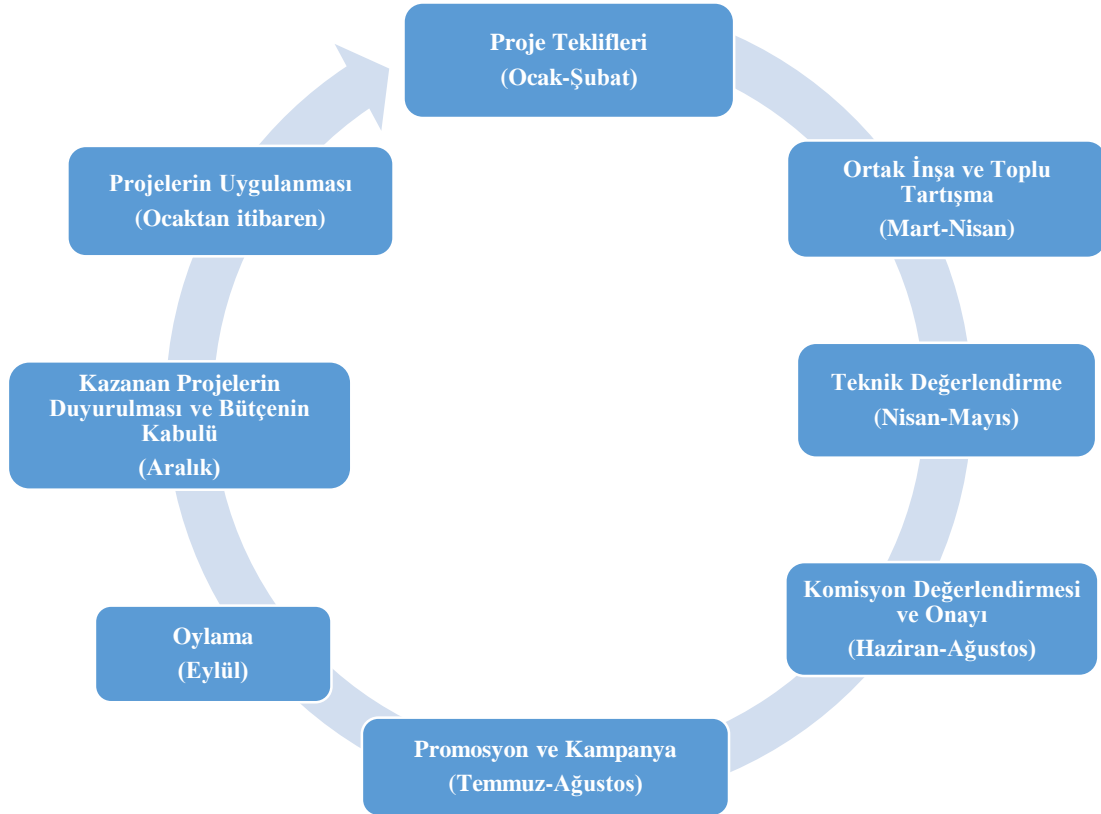 Proje Teklifleri
(Ocak-Şubat)
Ortak İnşa ve Toplu
Tartışma
(Mart-Nisan)
Teknik Değerlendirme
(Nisan-Mayıs)
Komisyon Değerlendirmesi
ve Onayı
(Haziran-Ağustos)
Promosyon ve Kampanya
(Temmuz-Ağustos)
Oylama
(Eylül)
Kazanan Projelerin
Duyurulması ve Bütçenin
Kabulü
(Aralık)
Projelerin Uygulanması
(Ocaktan itibaren)